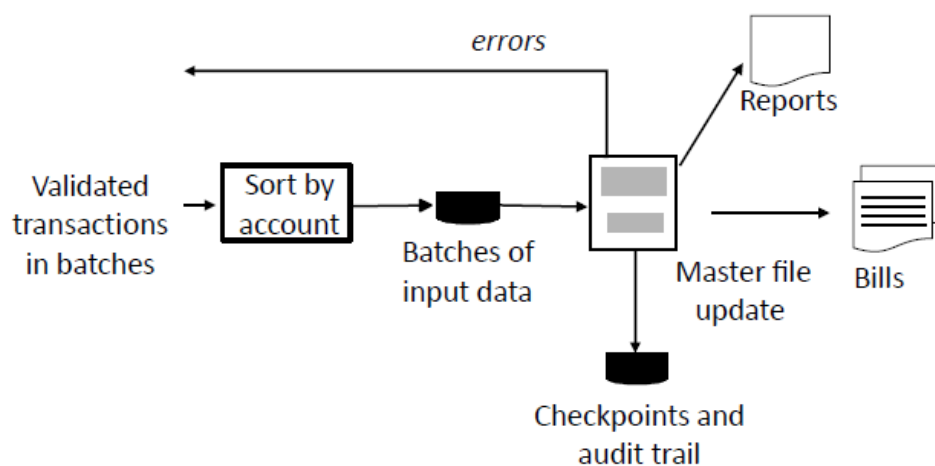 errors
Reports
Validated
transactions
in batches
Sort by
account
Batches of
input data
Master file
update
Bills
Checkpoints and
audit trail